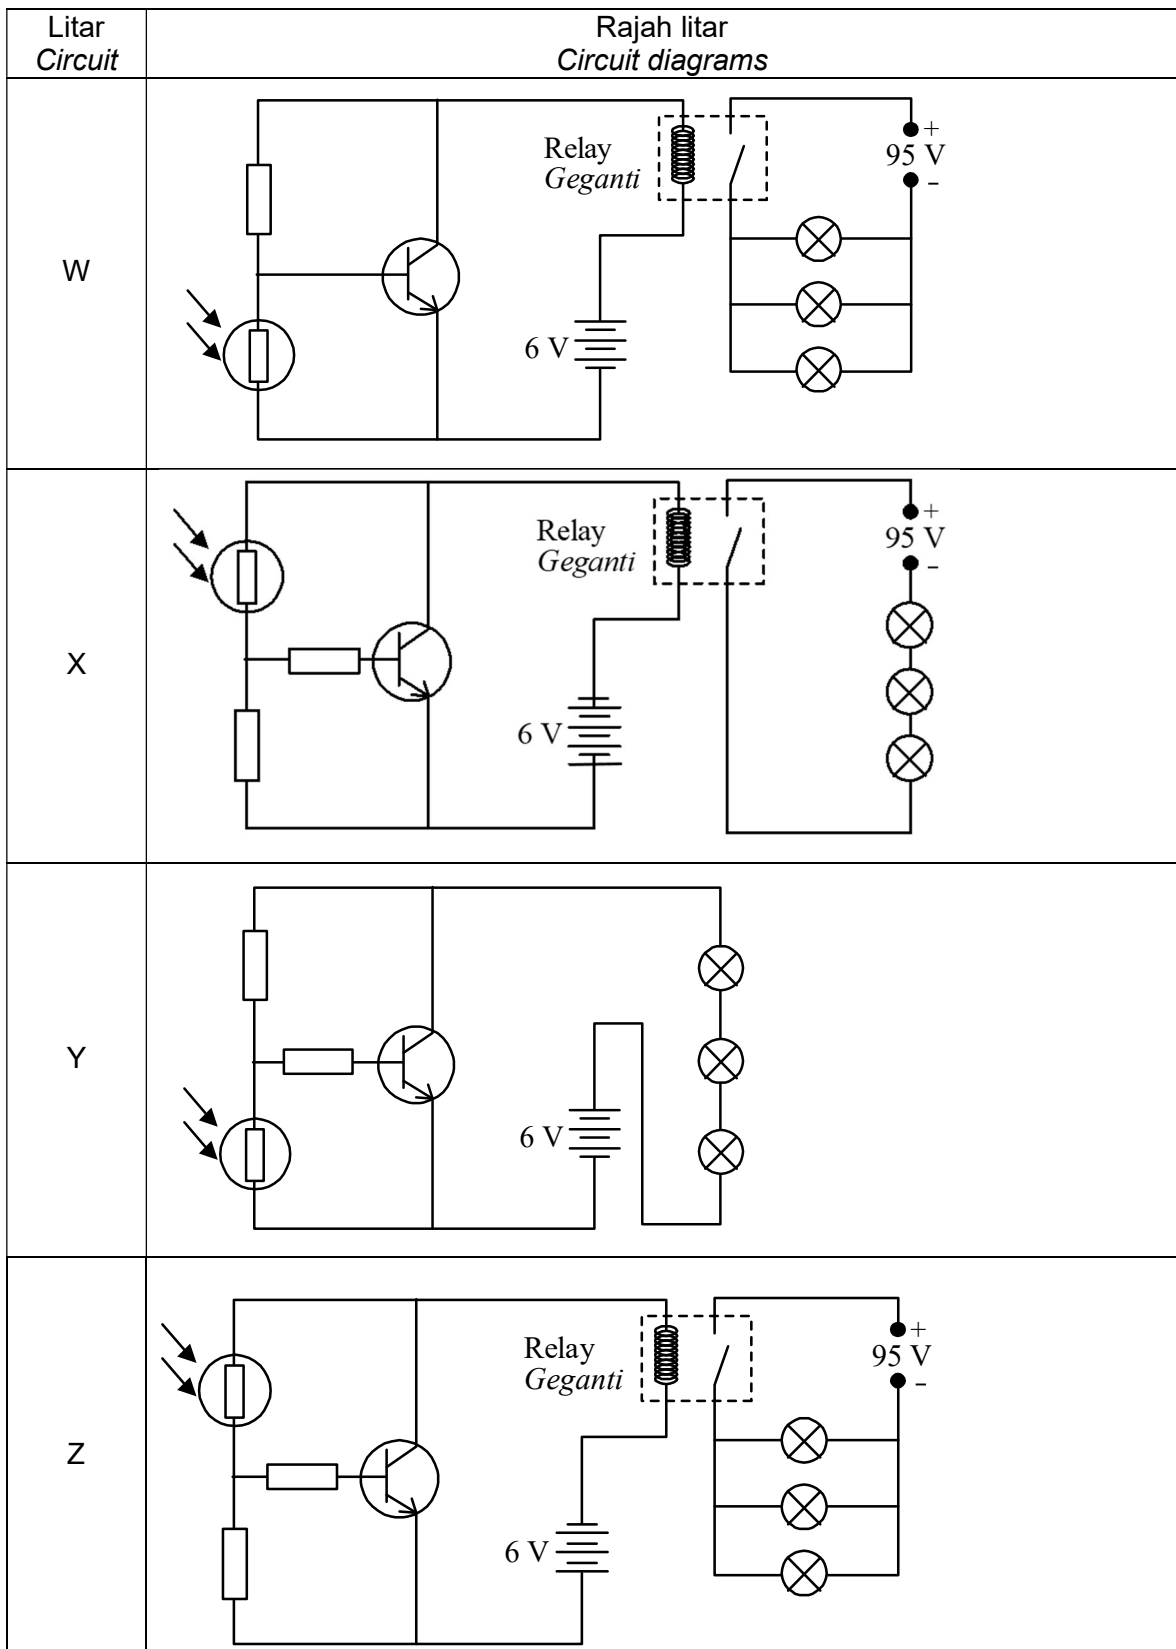 Litar
Circuit
Rajah litar
Circuit diagrams
W
Relay
Geganti
+
95 V
-
6 V
X
Relay
Geganti
+
95 V
-
6 V
Y
6 V
Z
Relay
Geganti
+
95 V
-
6 V